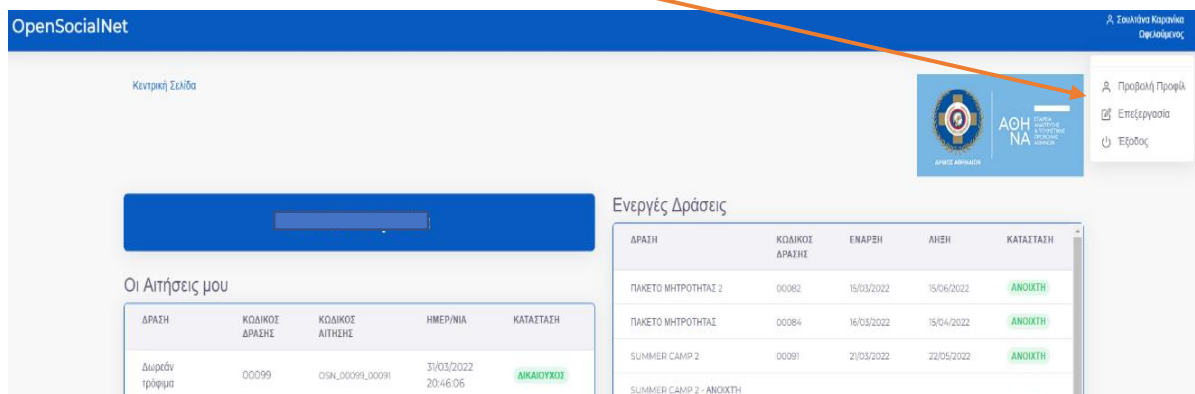 OpenSocialNet
Σουλτάνα Καρανίκα
Ωφελούμενος
Προβολή Προφίλ
Επεξεργασία
Έξοδος
Κεντρική Σελίδα
ΑΘΗ
ΝΑ
ΔΗΜΟΣ ΑΘΗΝΑΙΩΝ
Οι Αιτήσεις μου
ΔΡΑΣΗ ΚΩΔΙΚΟΣ ΔΡΑΣΗΣ ΚΩΔΙΚΟΣ ΑΙΤΗΣΗΣ ΗΜΕΡ/ΝΙΑ ΚΑΤΑΣΤΑΣΗ
Δωρεάν τρόφιμα 00099 OSN_00099_00091 31/03/2022 20:46:06 ΔΙΚΑΙΟΥΧΟΣ
Ενεργές Δράσεις
ΔΡΑΣΗ ΚΩΔΙΚΟΣ ΔΡΑΣΗΣ ΕΝΑΡΞΗ ΛΗΞΗ ΚΑΤΑΣΤΑΣΗ
ΠΑΚΕΤΟ ΜΗΤΡΟΤΗΤΑΣ 2 00082 15/03/2022 15/06/2022 ΑΝΟΙΧΤΗ
ΠΑΚΕΤΟ ΜΗΤΡΟΤΗΤΑΣ 00084 16/03/2022 15/04/2022 ΑΝΟΙΧΤΗ
SUMMER CAMP 2 00091 21/03/2022 22/05/2022 ΑΝΟΙΧΤΗ
SUMMER CAMP 2 - ΑΝΟΙΧΤΗ